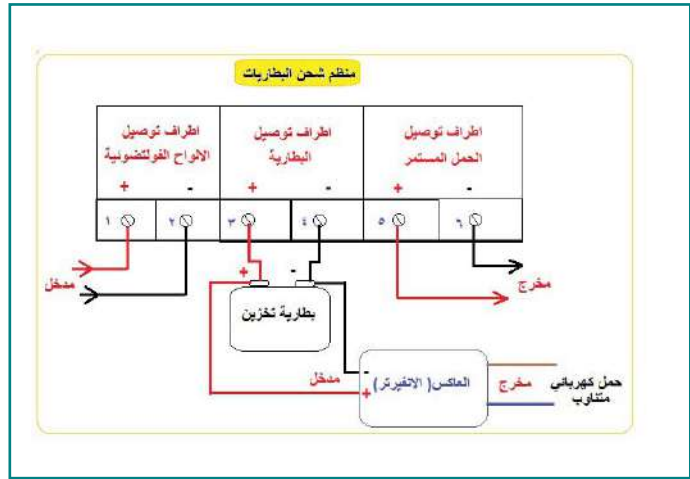 منظم شحن البطاريات
اطراف توصيل
الالواح الفولتضوئية
+ -
اطراف توصيل
البطارية
+ -
اطراف توصيل
الحمل المستمر
+ -
١ ٢ ٣ ٤ ٥ ٦
مدخل
مخرج
+ -
بطارية تخزين
-
+
مدخل
العاكس( الانفيرتر)
مخرج
حمل كهربائي
متناوب